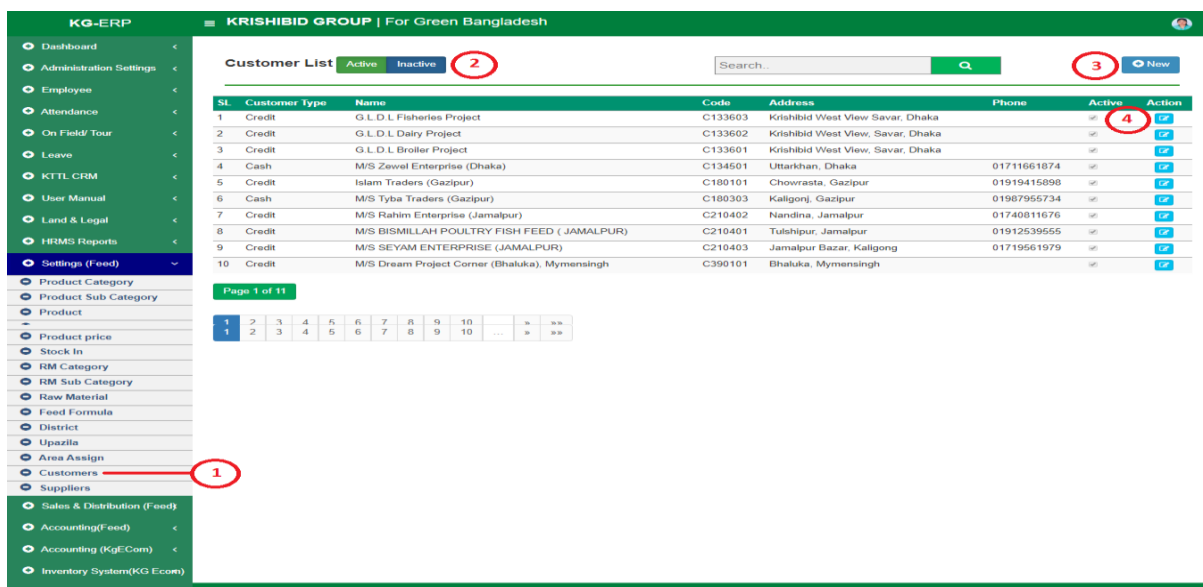 KG-ERP
KRISHIBID GROUP | For Green Bangladesh
Dashboard
Administration Settings
Employee
Attendance
On Field/ Tour
Leave
KTTL CRM
User Manual
Land & Legal
HRMS Reports
Settings (Feed)
Product Category
Product Sub Category
Product
Product price
Stock In
RM Category
RM Sub Category
Raw Material
Feed Formula
District
Upazila
Area Assign
Customers
Suppliers
Sales & Distribution (Feed)
Accounting(Feed)
Accounting (KgECom)
Inventory System(KG Ecom)
1
Customer List Active Inactive 2 Search.. 3 New
SL Customer Type Name Code Address Phone Active Action
1 Credit G.L.D.L Fisheries Project C133603 Krishibid West View Savar, Dhaka 4
2 Credit G.L.D.L Dairy Project C133602 Krishibid West View, Savar, Dhaka
3 Credit G.L.D.L Broiler Project C133601 Krishibid West View, Savar, Dhaka
4 Cash M/S Zewel Enterprise (Dhaka) C134501 Uttarkhan, Dhaka 01711661874
5 Credit Islam Traders (Gazipur) C180101 Chowrasta, Gazipur 01919415898
6 Cash M/S Tyba Traders (Gazipur) C180303 Kaligonj, Gazipur 01987955734
7 Credit M/S Rahim Enterprise (Jamalpur) C210402 Nandina, Jamalpur 01740811676
8 Credit M/S BISMILLAH POULTRY FISH FEED ( JAMALPUR) C210401 Tulshipur, Jamalpur 01912539555
9 Credit M/S SEYAM ENTERPRISE (JAMALPUR) C210403 Jamalpur Bazar, Kaligong 01719561979
10 Credit M/S Dream Project Corner (Bhaluka), Mymensingh C390101 Bhaluka, Mymensingh
Page 1 of 11
1 2 3 4 5 6 7 8 9 10 » »»
1 2 3 4 5 6 7 8 9 10 ... » »»